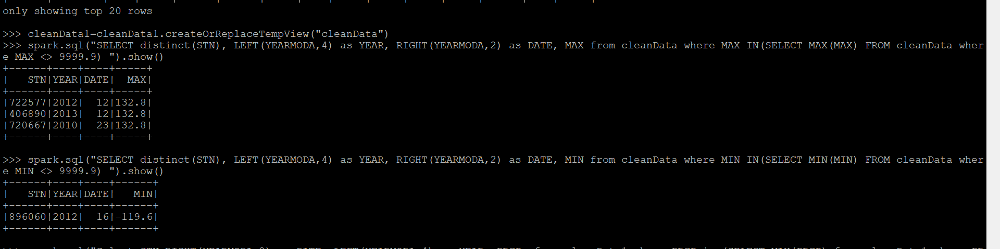 only showing top 20 rows
>>> cleanData1=cleanData1.createOrReplaceTempView("cleanData")
>>> spark.sql("SELECT distinct(STN), LEFT(YEARMODA,4) as YEAR, RIGHT(YEARMODA,2) as DATE, MAX from cleanData where MAX IN(SELECT MAX(MAX) FROM cleanData wher
e MAX <> 9999.9) ").show()
+------+----+----+-----+
|   STN|YEAR|DATE|  MAX|
+------+----+----+-----+
|722577|2012|  12|132.8|
|406890|2013|  12|132.8|
|720667|2010|  23|132.8|
+------+----+----+-----+
>>> spark.sql("SELECT distinct(STN), LEFT(YEARMODA,4) as YEAR, RIGHT(YEARMODA,2) as DATE, MIN from cleanData where MIN IN(SELECT MIN(MIN) FROM cleanData wher
e MIN <> 9999.9) ").show()
+------+----+----+------+
|   STN|YEAR|DATE|   MIN|
+------+----+----+------+
|896060|2012|  16|-119.6|
+------+----+----+------+